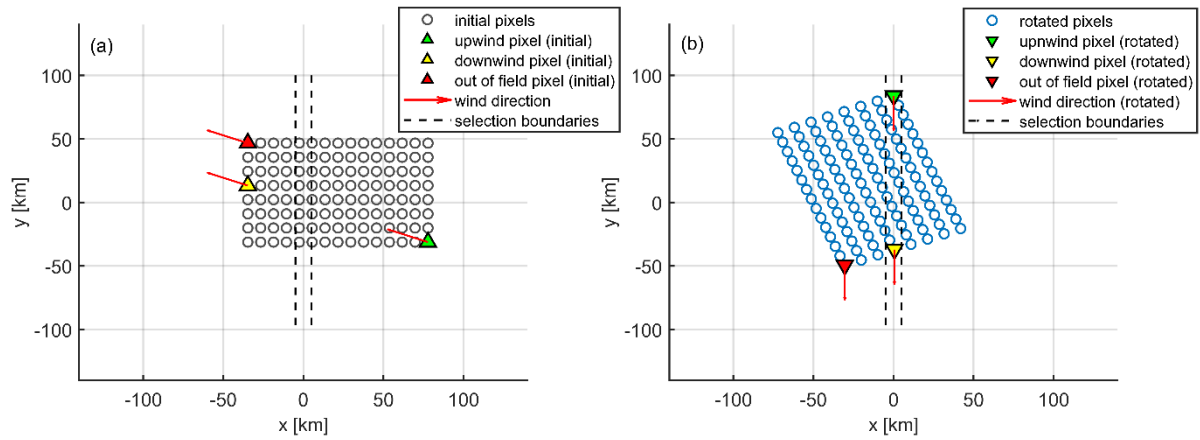 (a)
initial pixels
upwind pixel (initial)
downwind pixel (initial)
out of field pixel (initial)
wind direction
selection boundaries
100
50
0
-50
-100
y [km]
-100
-50
0
50
100
x [km]
(b)
rotated pixels
upnwind pixel (rotated)
downwind pixel (rotated)
out of field pixel (rotated)
wind direction (rotated)
selection boundaries
100
50
0
-50
-100
y [km]
-100
-50
0
50
100
x [km]